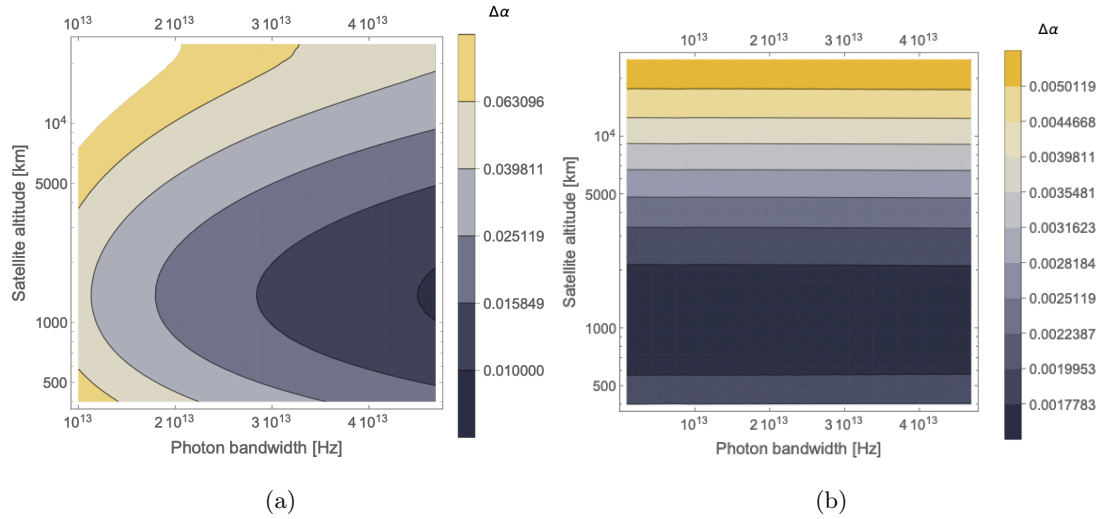 10^13 2 10^13 3 10^13 4 10^13
Δα
Satellite altitude [km]
10^4
5000
1000
500
0.063096
0.039811
0.025119
0.015849
0.010000
10^13 2 10^13 3 10^13 4 10^13
Photon bandwidth [Hz]
(a)
10^13 2 10^13 3 10^13 4 10^13
Δα
Satellite altitude [km]
10^4
5000
1000
500
0.0050119
0.0044668
0.0039811
0.0035481
0.0031623
0.0028184
0.0025119
0.0022387
0.0019953
0.0017783
10^13 2 10^13 3 10^13 4 10^13
Photon bandwidth [Hz]
(b)